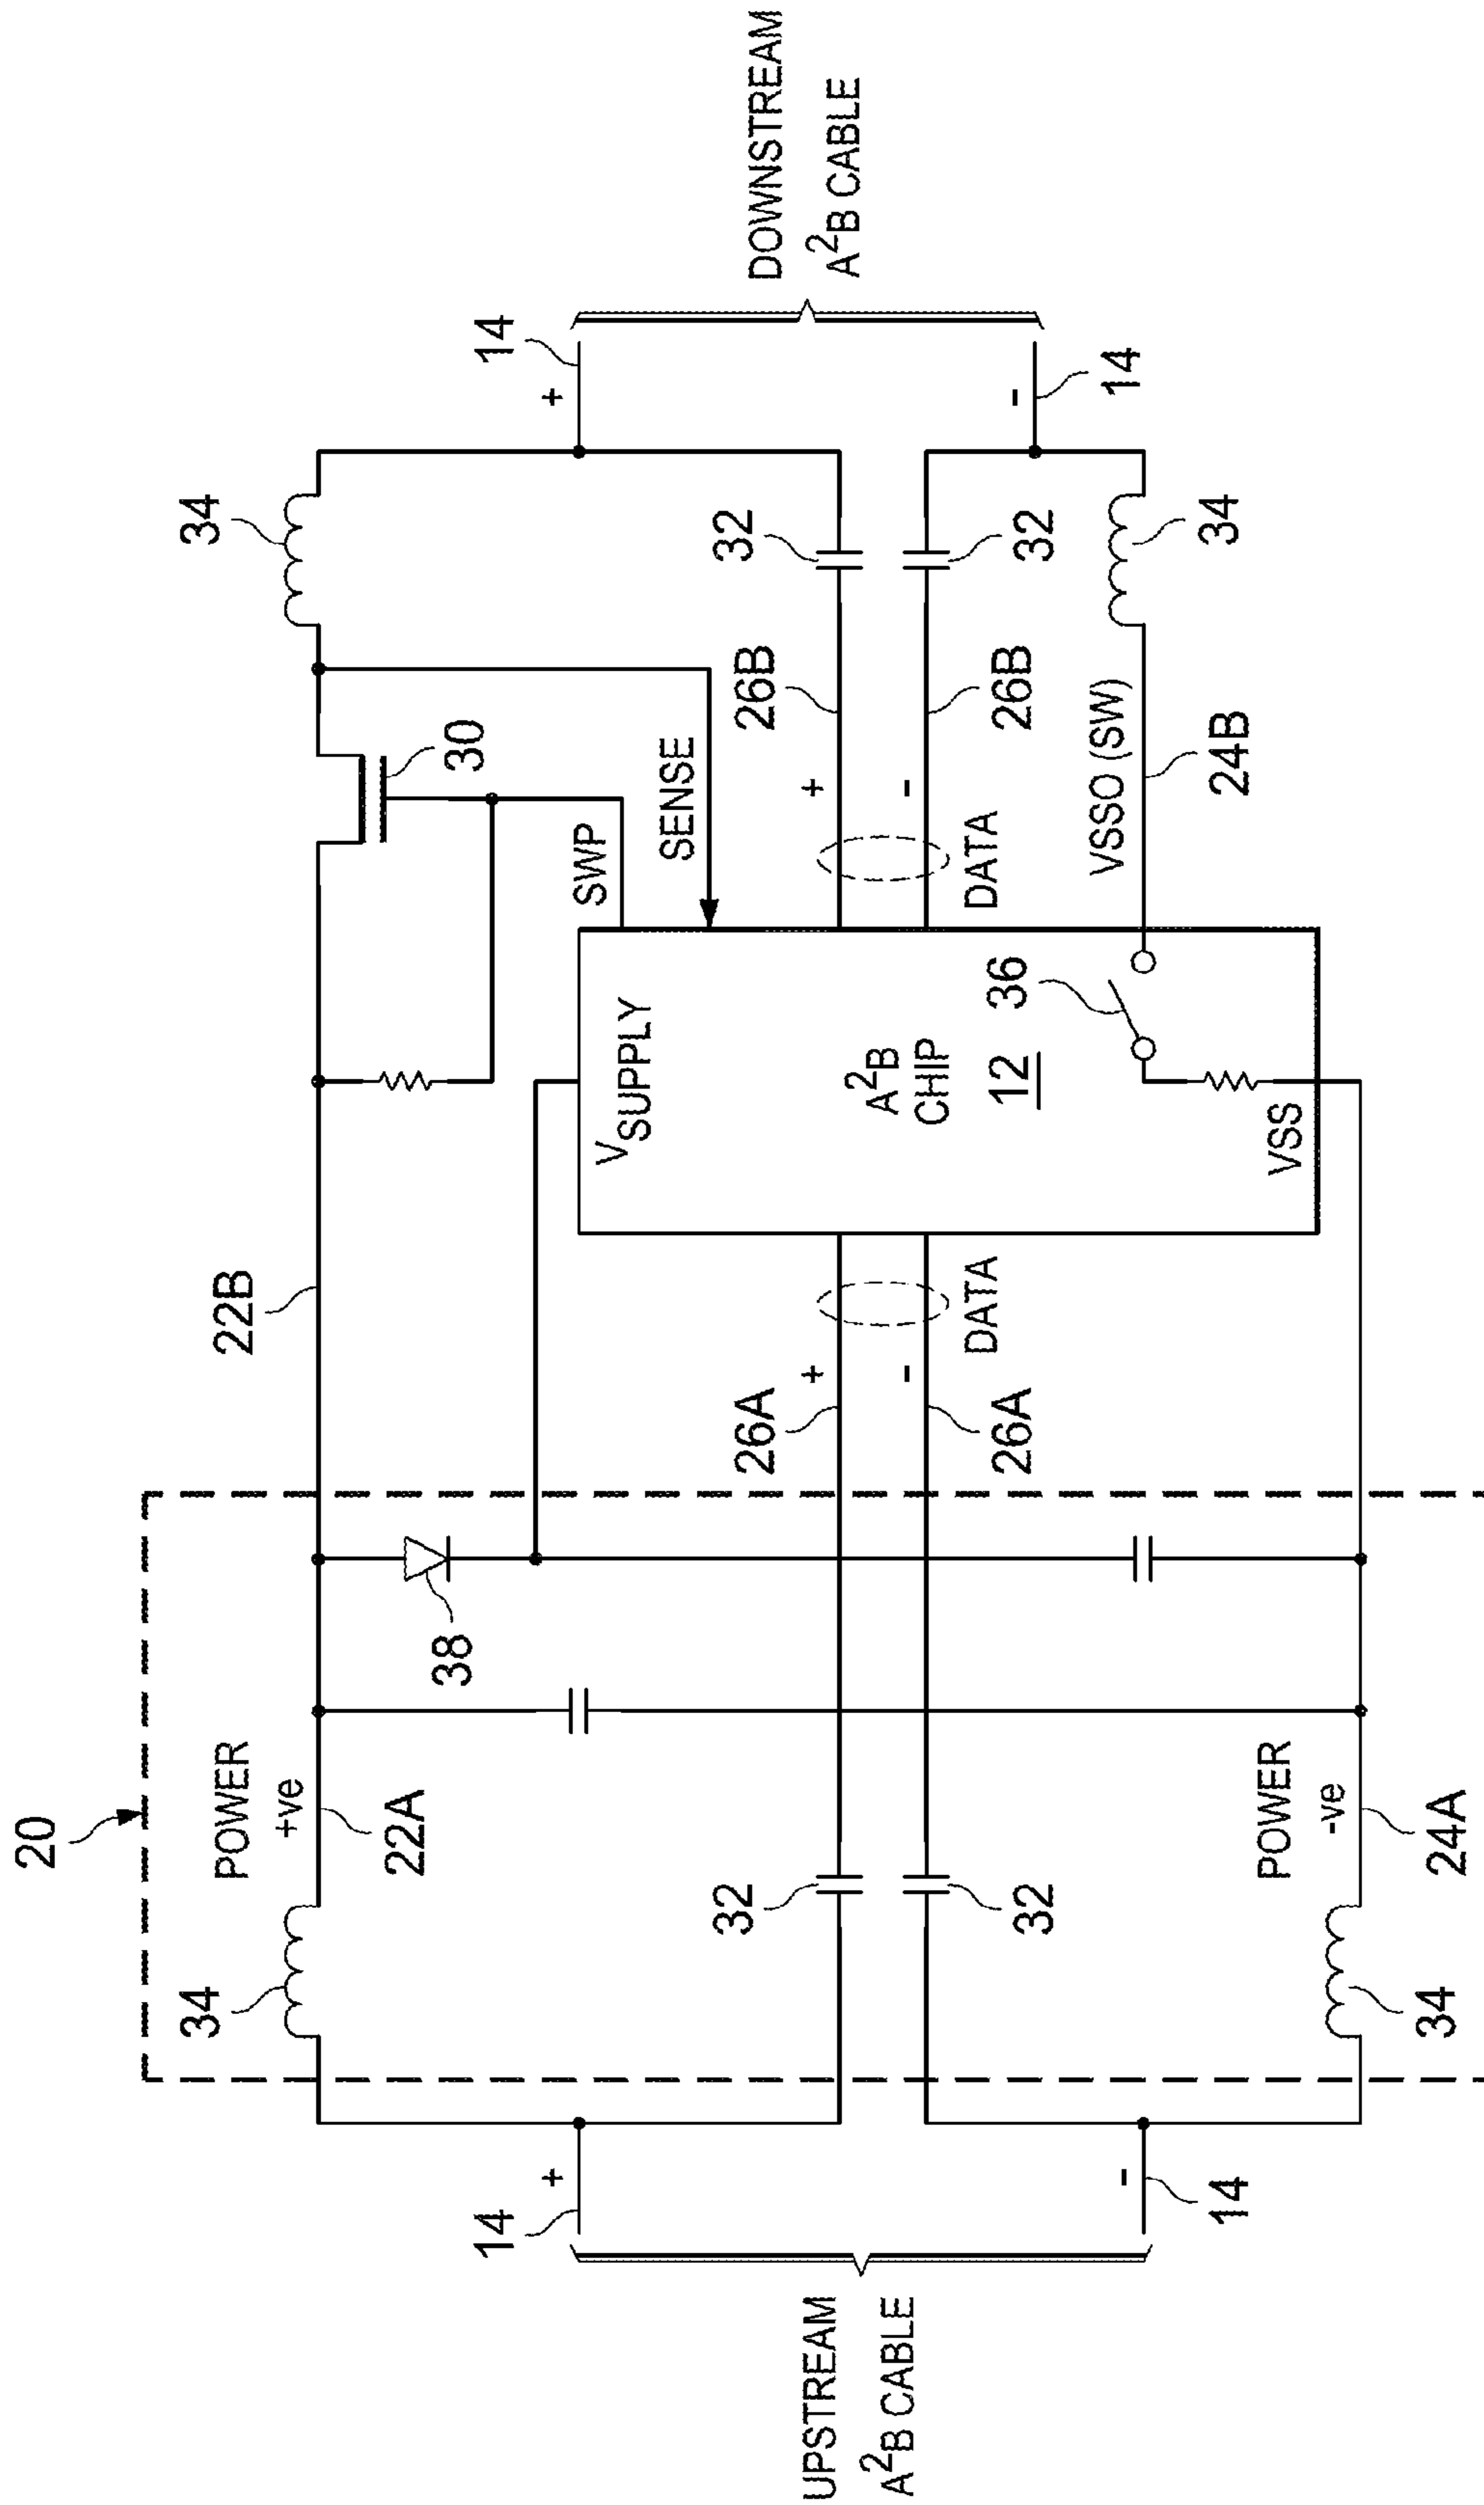 20
34
POWER
+ve
22A
38
22B
34
30
SWP
SENSE
14
+
14
+
UPSTREAM
A²B CABLE
DOWNSTREAM
A²B CABLE
-
14
-
14
32
32
26A
26A
+
-
DATA
VSUPPLY
A²B
CHIP
12
36
VSS
+
-
DATA
26B
26B
32
32
VSSO (SW)
24B
34
POWER
-ve
24A
34